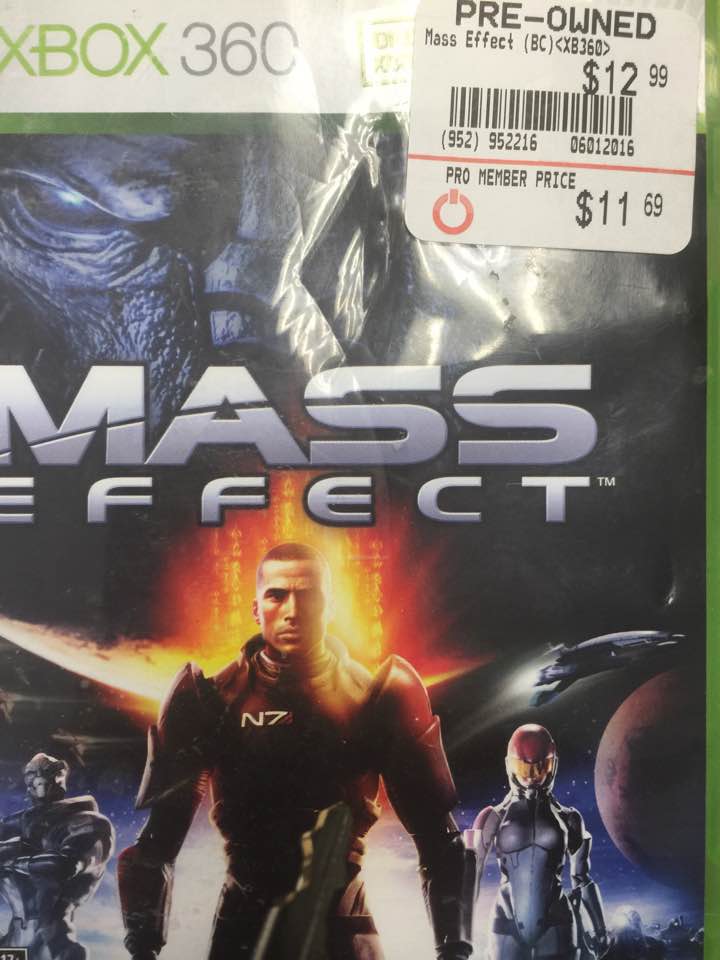 XBOX 360
PRE-OWNED
Mass Effect (BC)<XB360>
$12 99
(952) 952216 06012016
PRO MEMBER PRICE
$11 69
MASS
EFFECT™
N7
17+